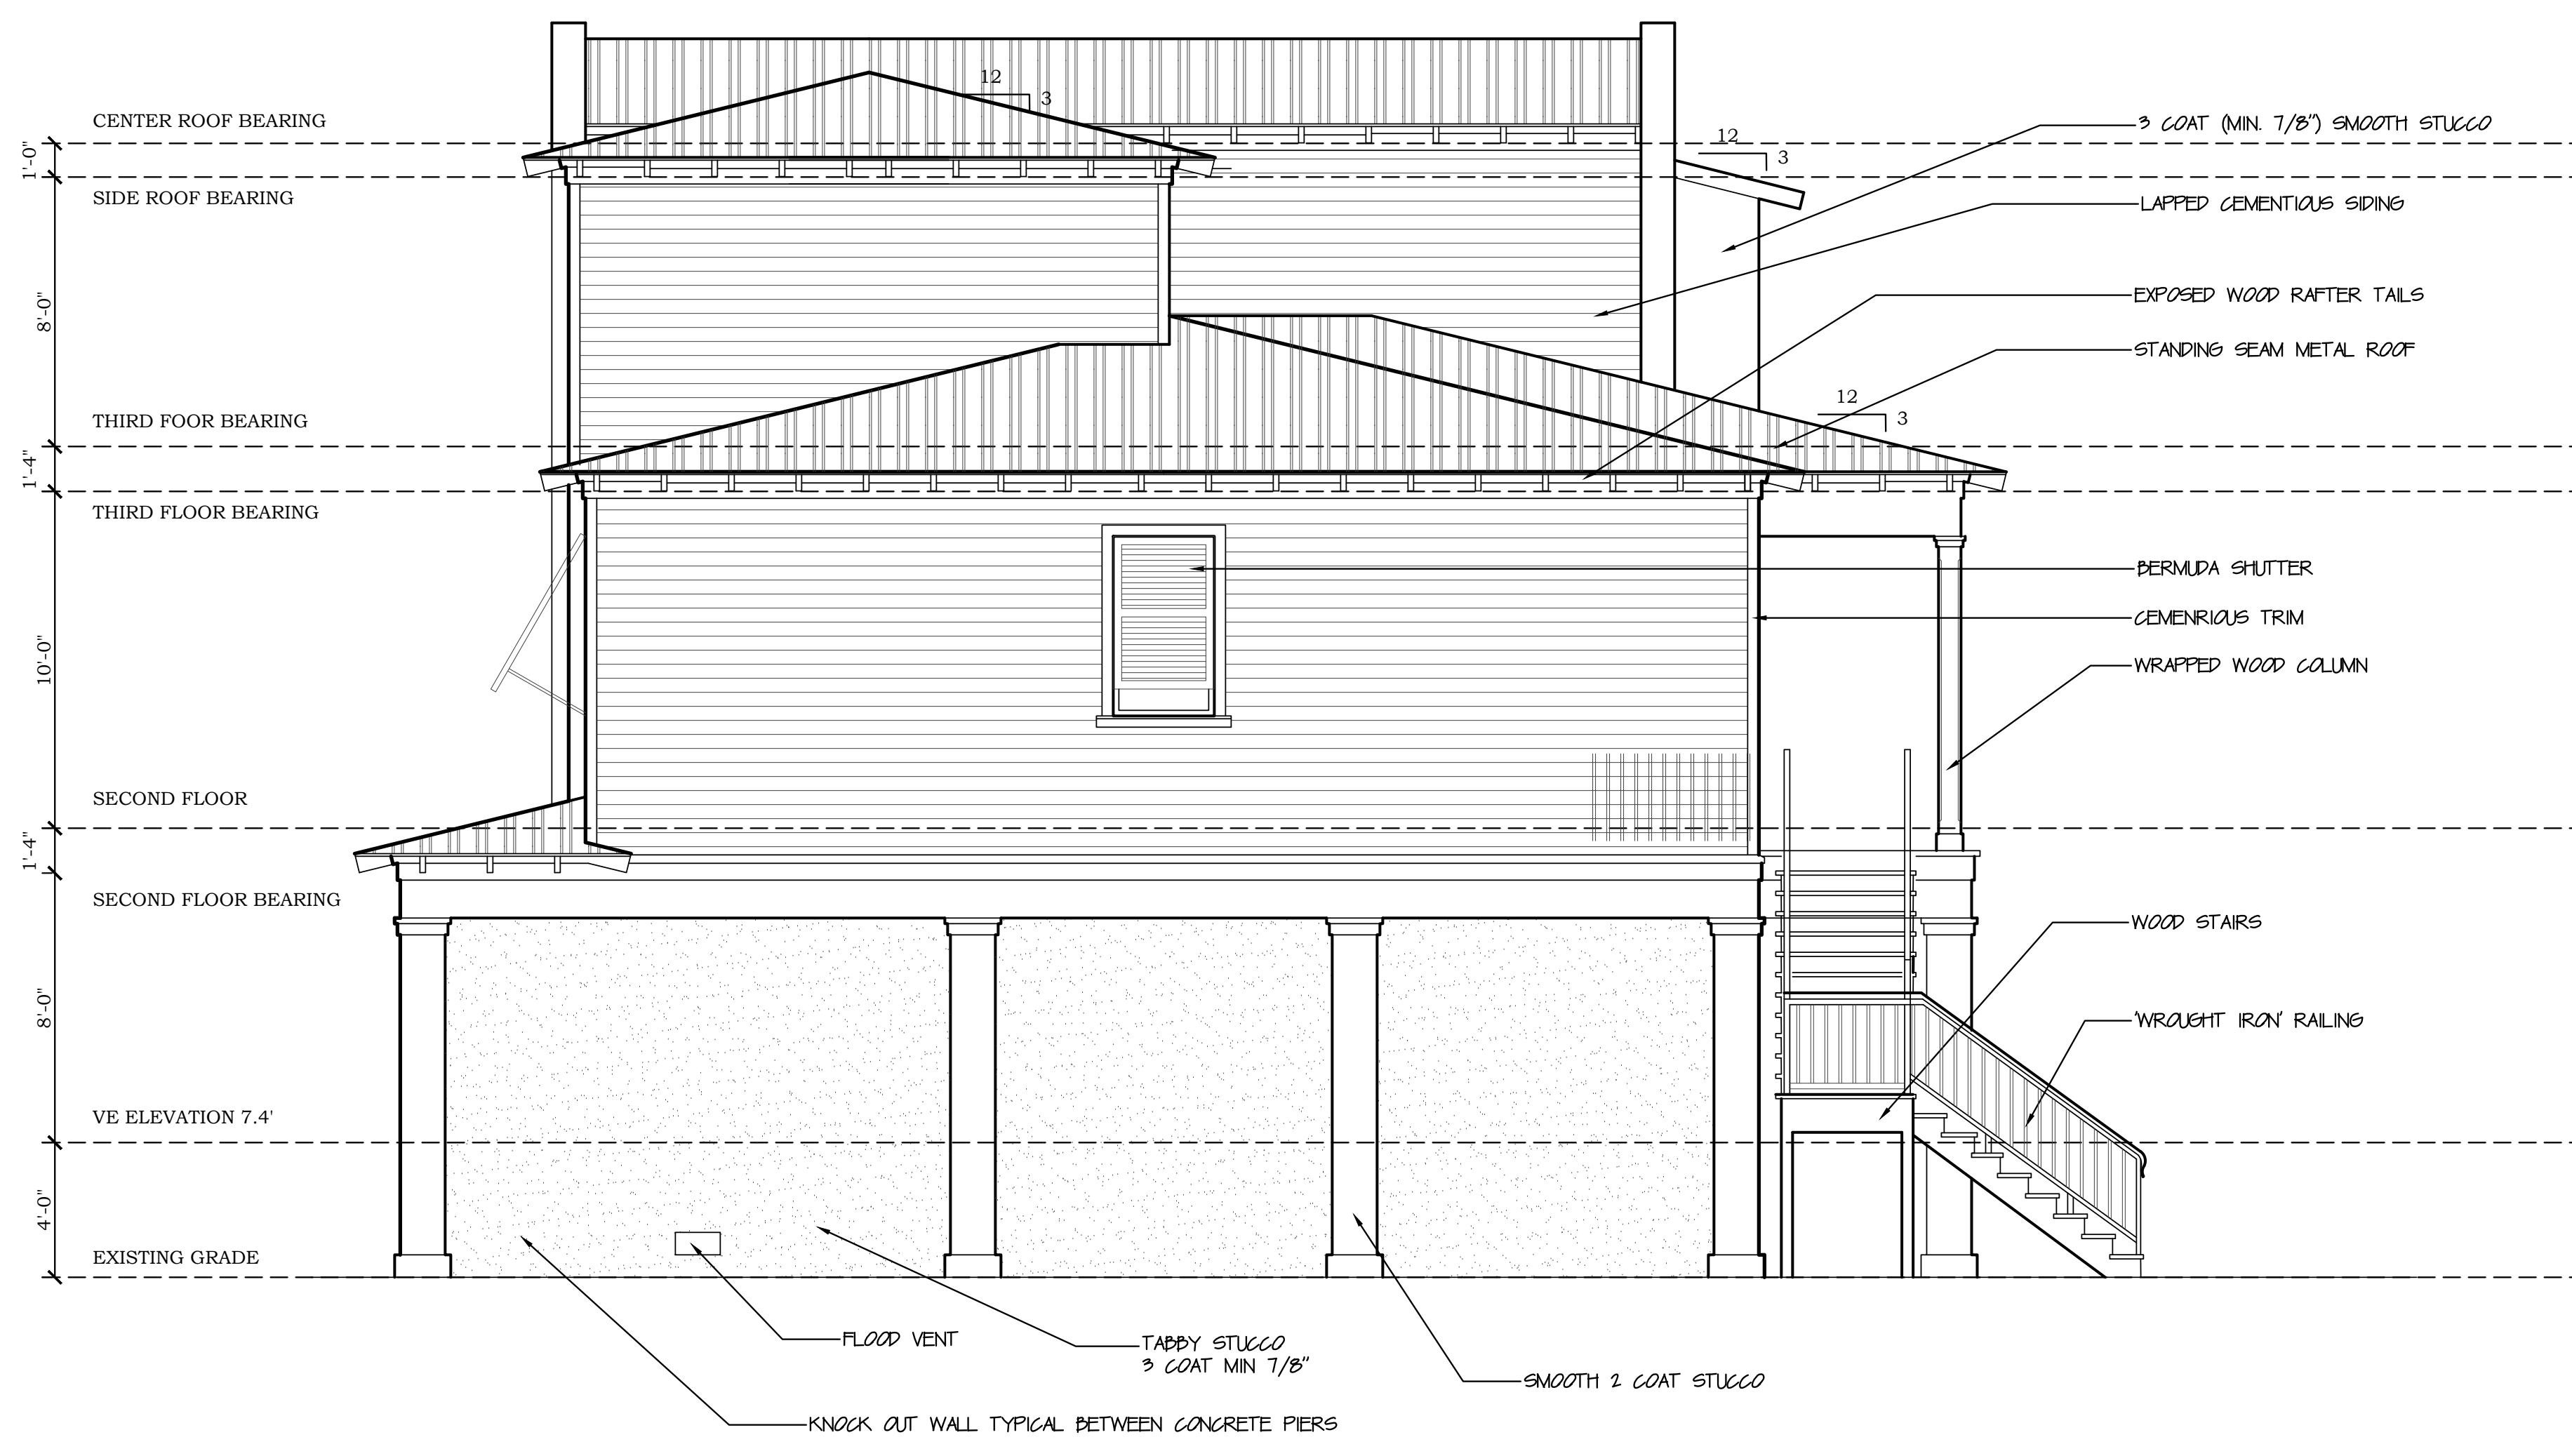 12
3
CENTER ROOF BEARING
3 COAT (MIN. 7/8") SMOOTH STUCCO
12
3
1'-0"
SIDE ROOF BEARING
LAPPED CEMENTIOUS SIDING
8'-0"
EXPOSED WOOD RAFTER TAILS
STANDING SEAM METAL ROOF
12
3
THIRD FOOR BEARING
1'-4"
THIRD FLOOR BEARING
BERMUDA SHUTTER
CEMENRIOUS TRIM
10'-0"
WRAPPED WOOD COLUMN
SECOND FLOOR
1'-4"
SECOND FLOOR BEARING
WOOD STAIRS
8'-0"
'WROUGHT IRON' RAILING
VE ELEVATION 7.4'
4'-0"
EXISTING GRADE
FLOOD VENT
TABBY STUCCO
3 COAT MIN 7/8"
SMOOTH 2 COAT STUCCO
KNOCK OUT WALL TYPICAL BETWEEN CONCRETE PIERS